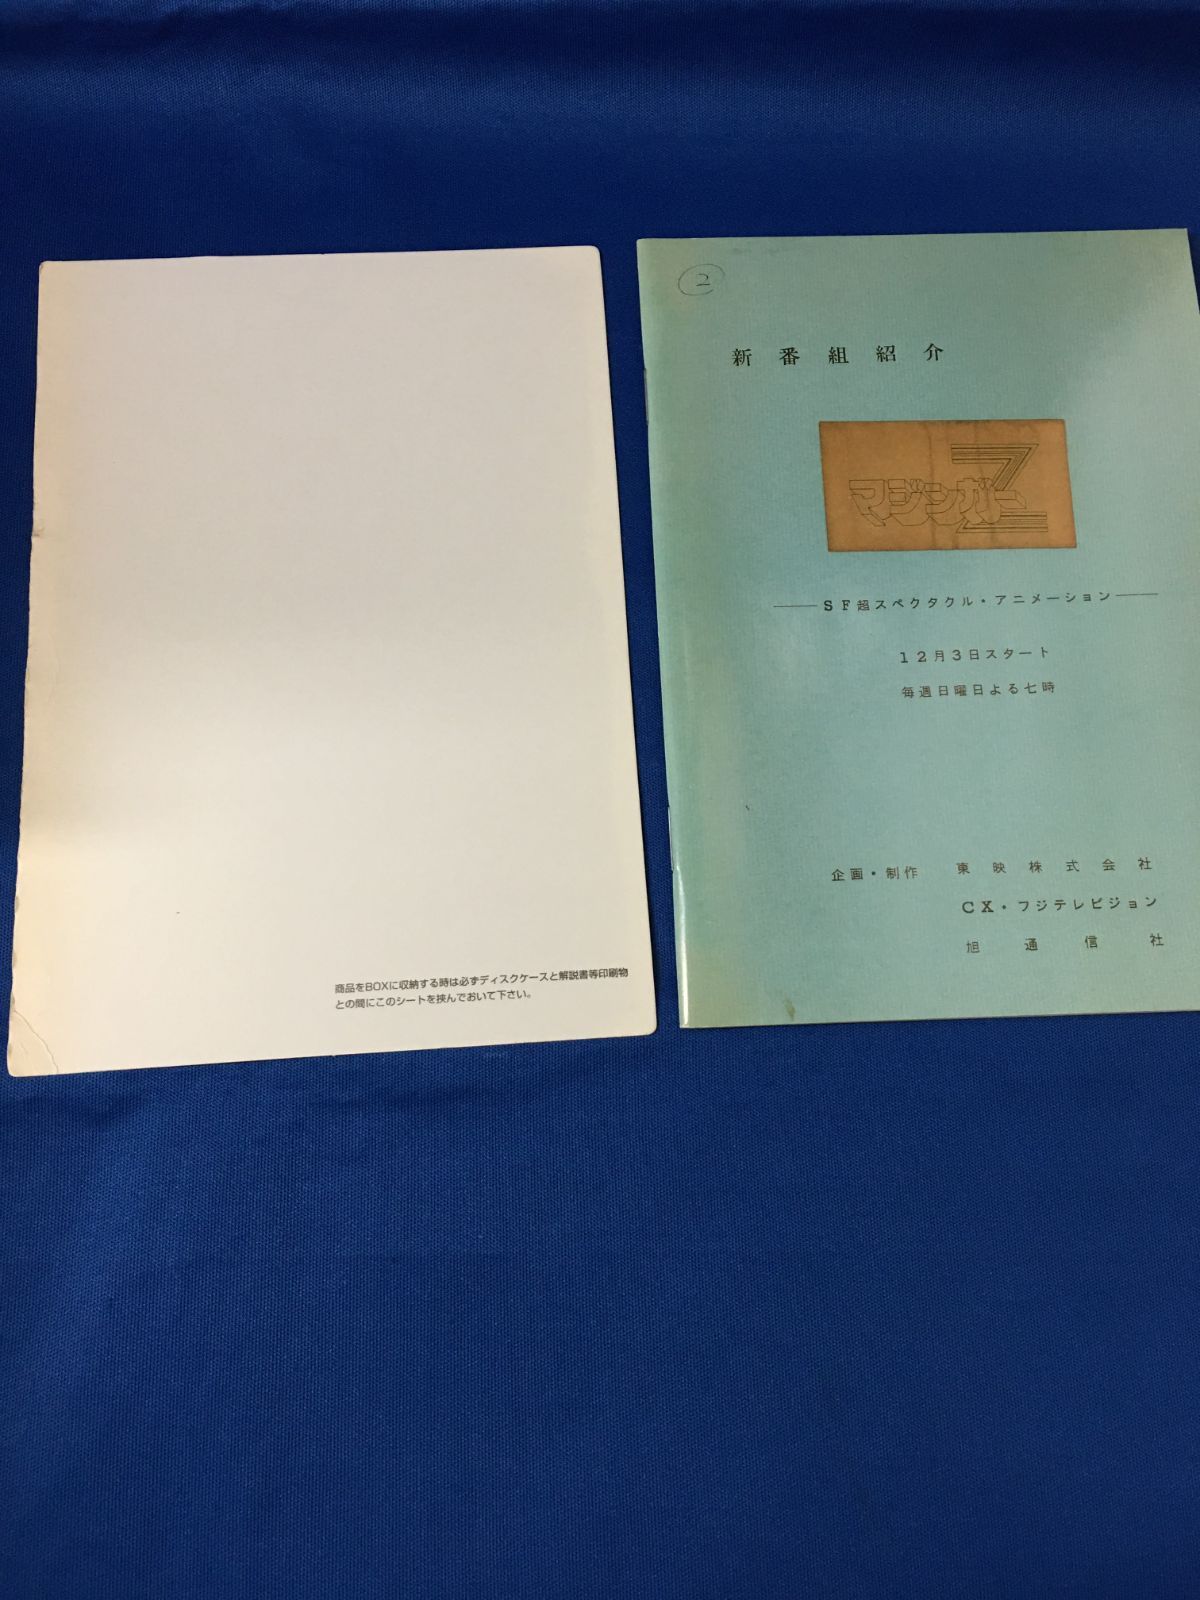 商品をBOXに収納する時は必ずディスクケースと解説書等印刷物
との間にこのシートを挟んでおいて下さい。
2
新番組紹介
マジンガーZ
SF超スペクタクル・アニメーション
12月3日スタート
毎週日曜日よる七時
企画・制作 東映株式会社
CX・フジテレビジョン
旭通信社